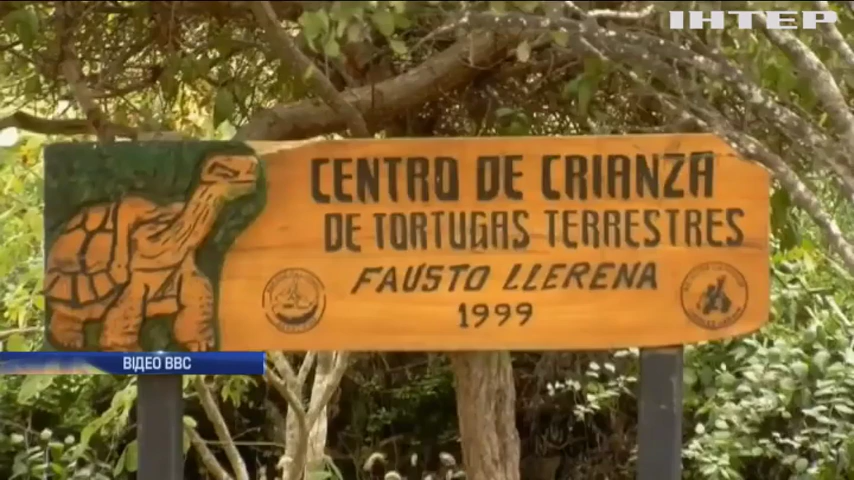 ІНТЕР
CENTRO DE CRIANZA
DE TORTUGAS TERRESTRES
FAUSTO LLERENA
1999
ВІДЕО BBC